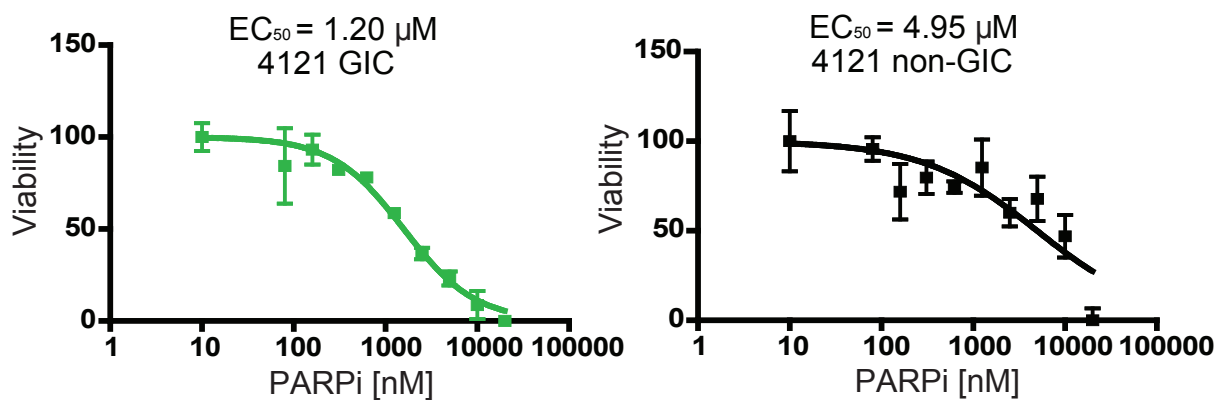 EC₅₀ = 1.20 µM
4121 GIC
150
100
50
0
Viability
1 10 100 1000 10000 100000
PARPi [nM]
EC₅₀ = 4.95 µM
4121 non-GIC
150
100
50
0
Viability
1 10 100 1000 10000 100000
PARPi [nM]